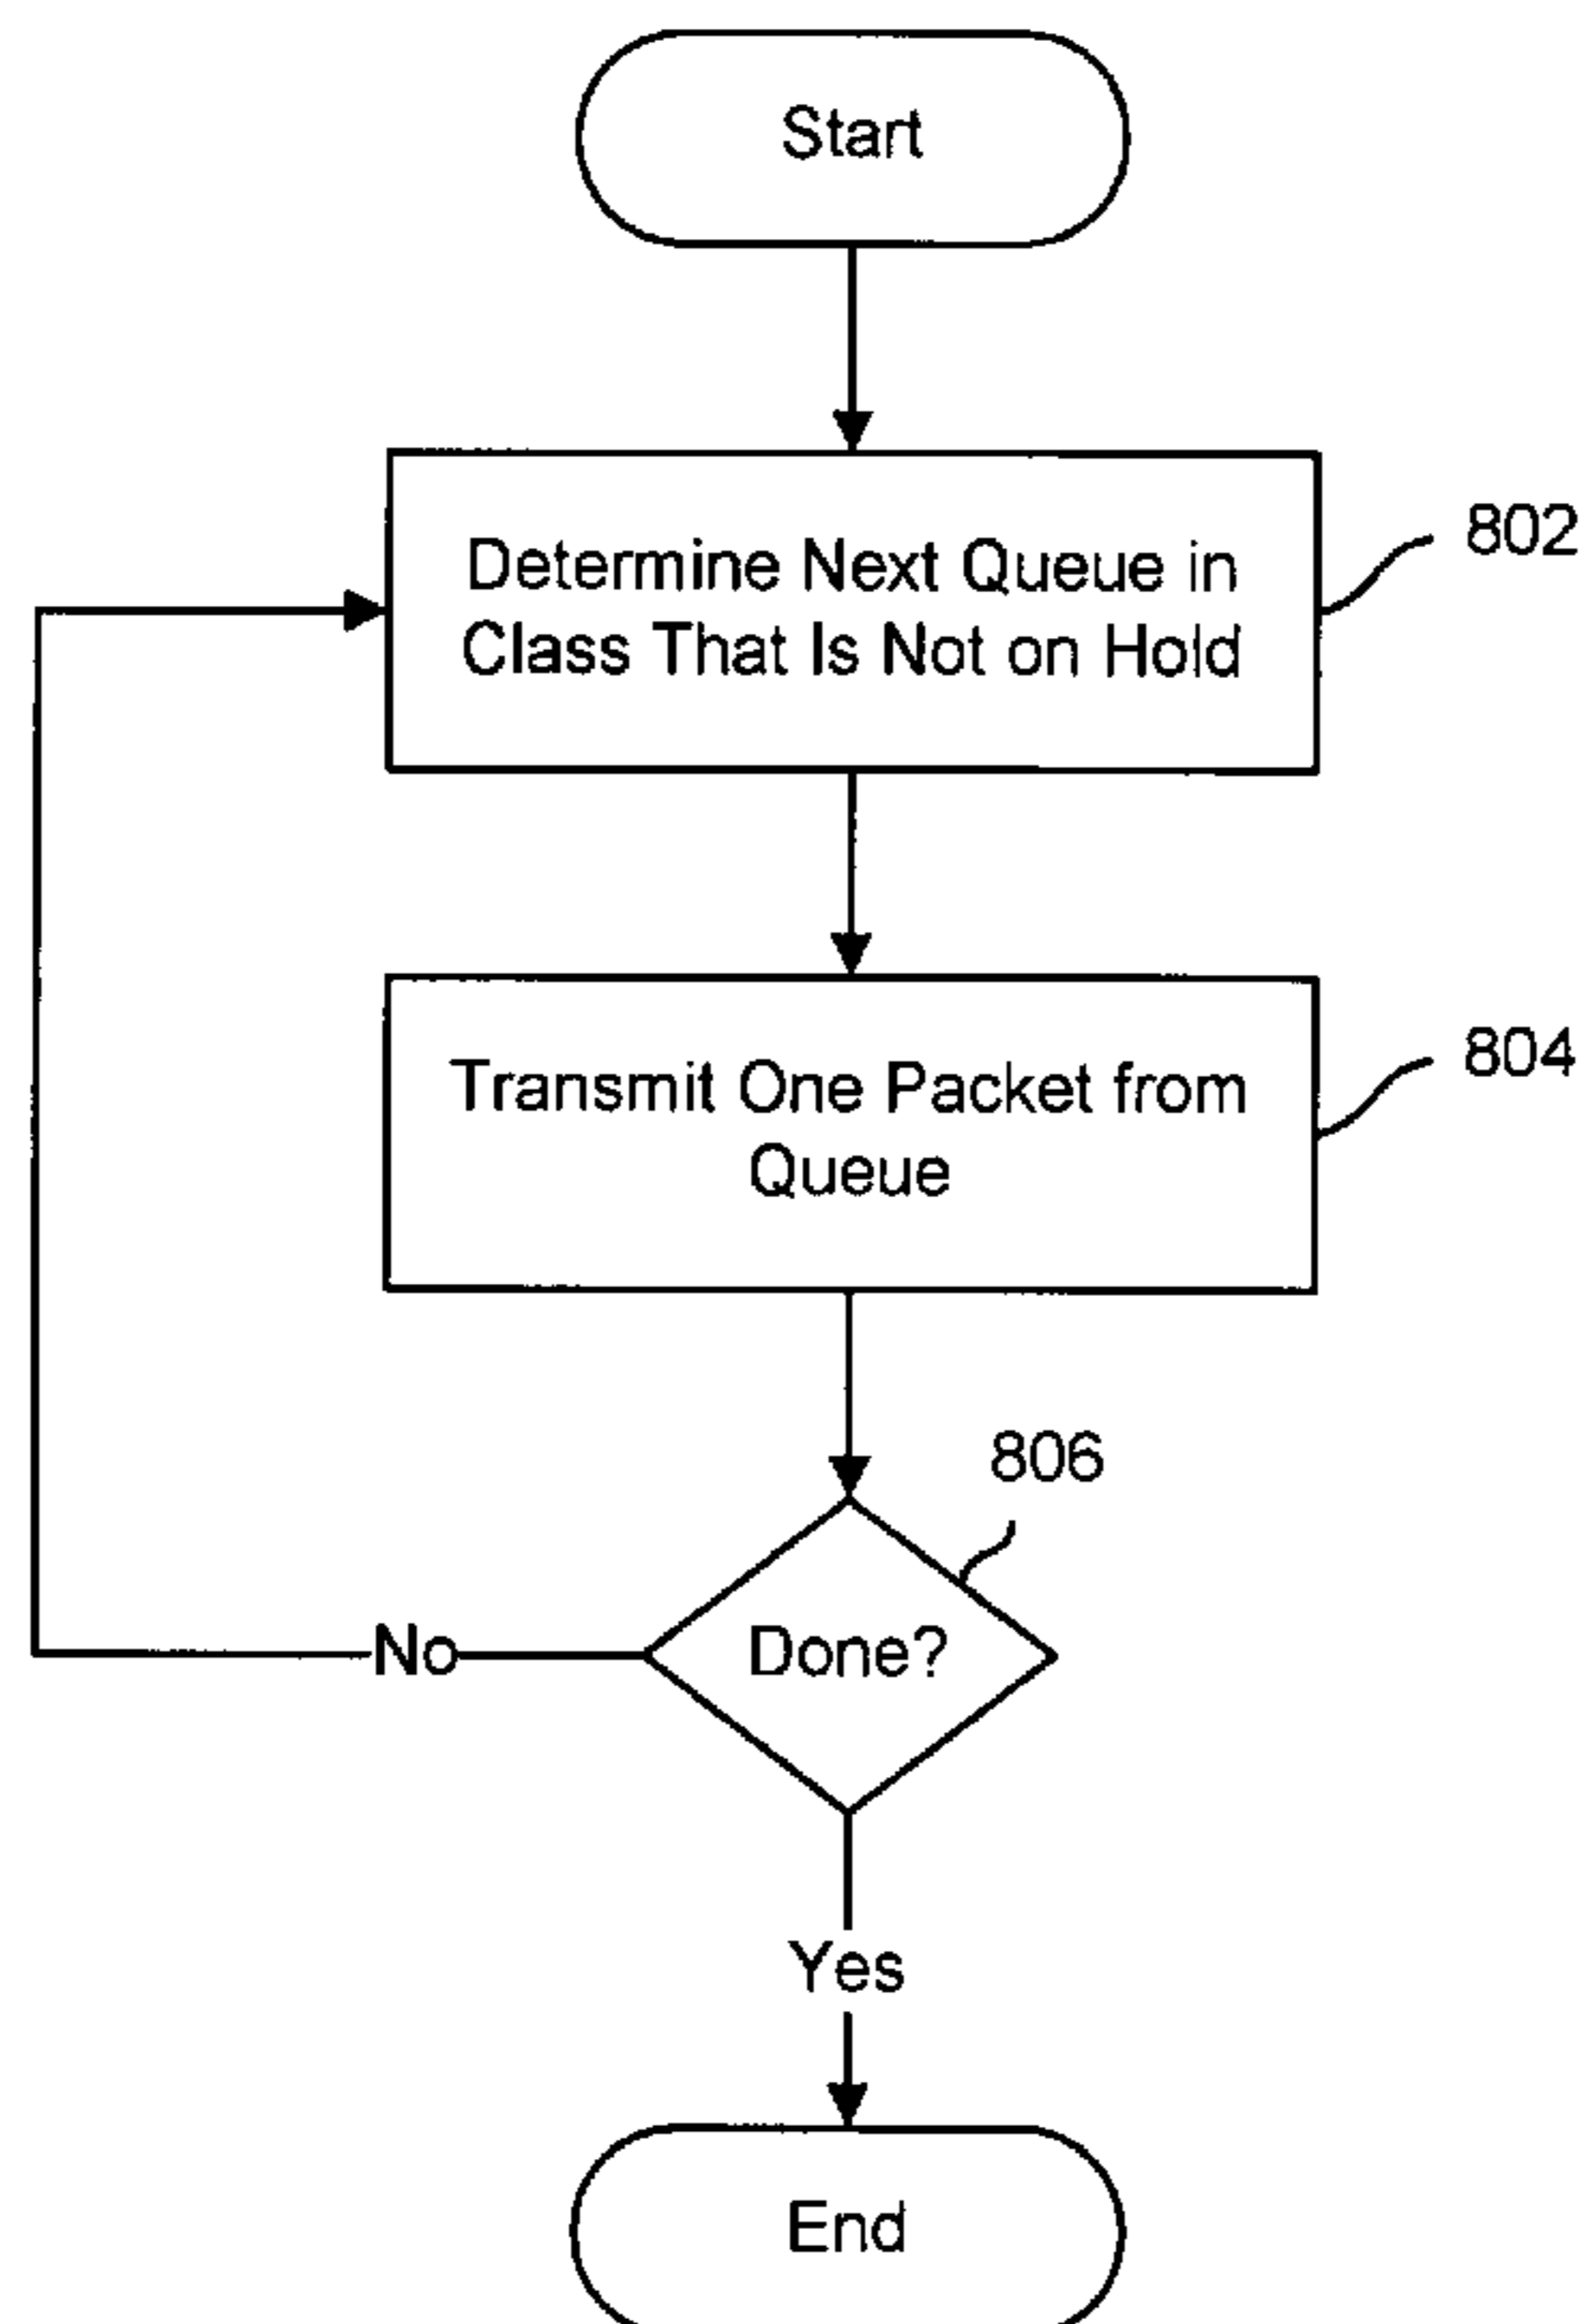 Start
Determine Next Queue in
Class That Is Not on Hold
802
Transmit One Packet from
Queue
804
806
Done?
No
Yes
End